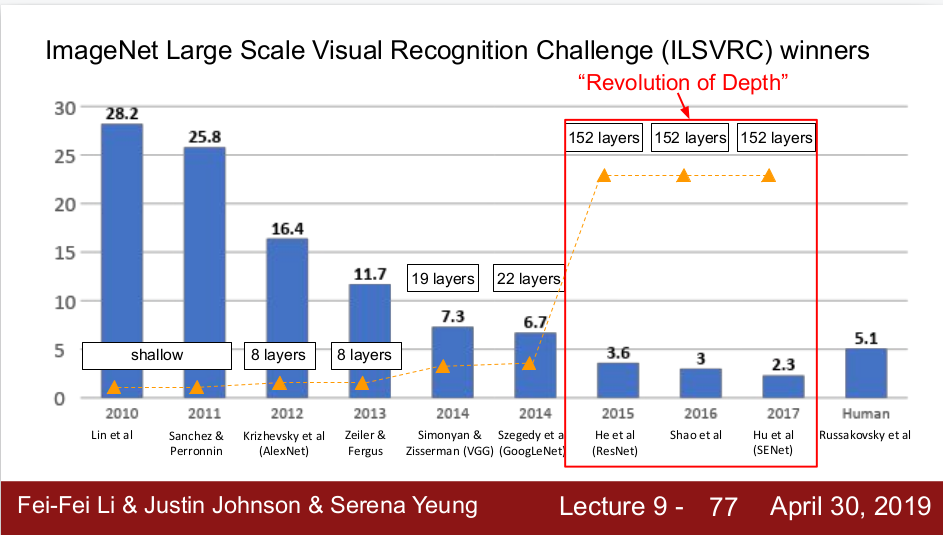 ImageNet Large Scale Visual Recognition Challenge (ILSVRC) winners
“Revolution of Depth”
30
25
20
15
10
5
0
28.2
25.8
16.4
11.7
7.3
6.7
3.6
3
2.3
5.1
shallow
8 layers
8 layers
19 layers
22 layers
152 layers
152 layers
152 layers
2010
2011
2012
2013
2014
2014
2015
2016
2017
Human
Lin et al
Sanchez &
Perronnin
Krizhevsky et al
(AlexNet)
Zeiler &
Fergus
Simonyan &
Zisserman (VGG)
Szegedy et a
(GoogLeNet)
He et al
(ResNet)
Shao et al
Hu et al
(SENet)
Russakovsky et al
Fei-Fei Li & Justin Johnson & Serena Yeung
Lecture 9 - 77
April 30, 2019